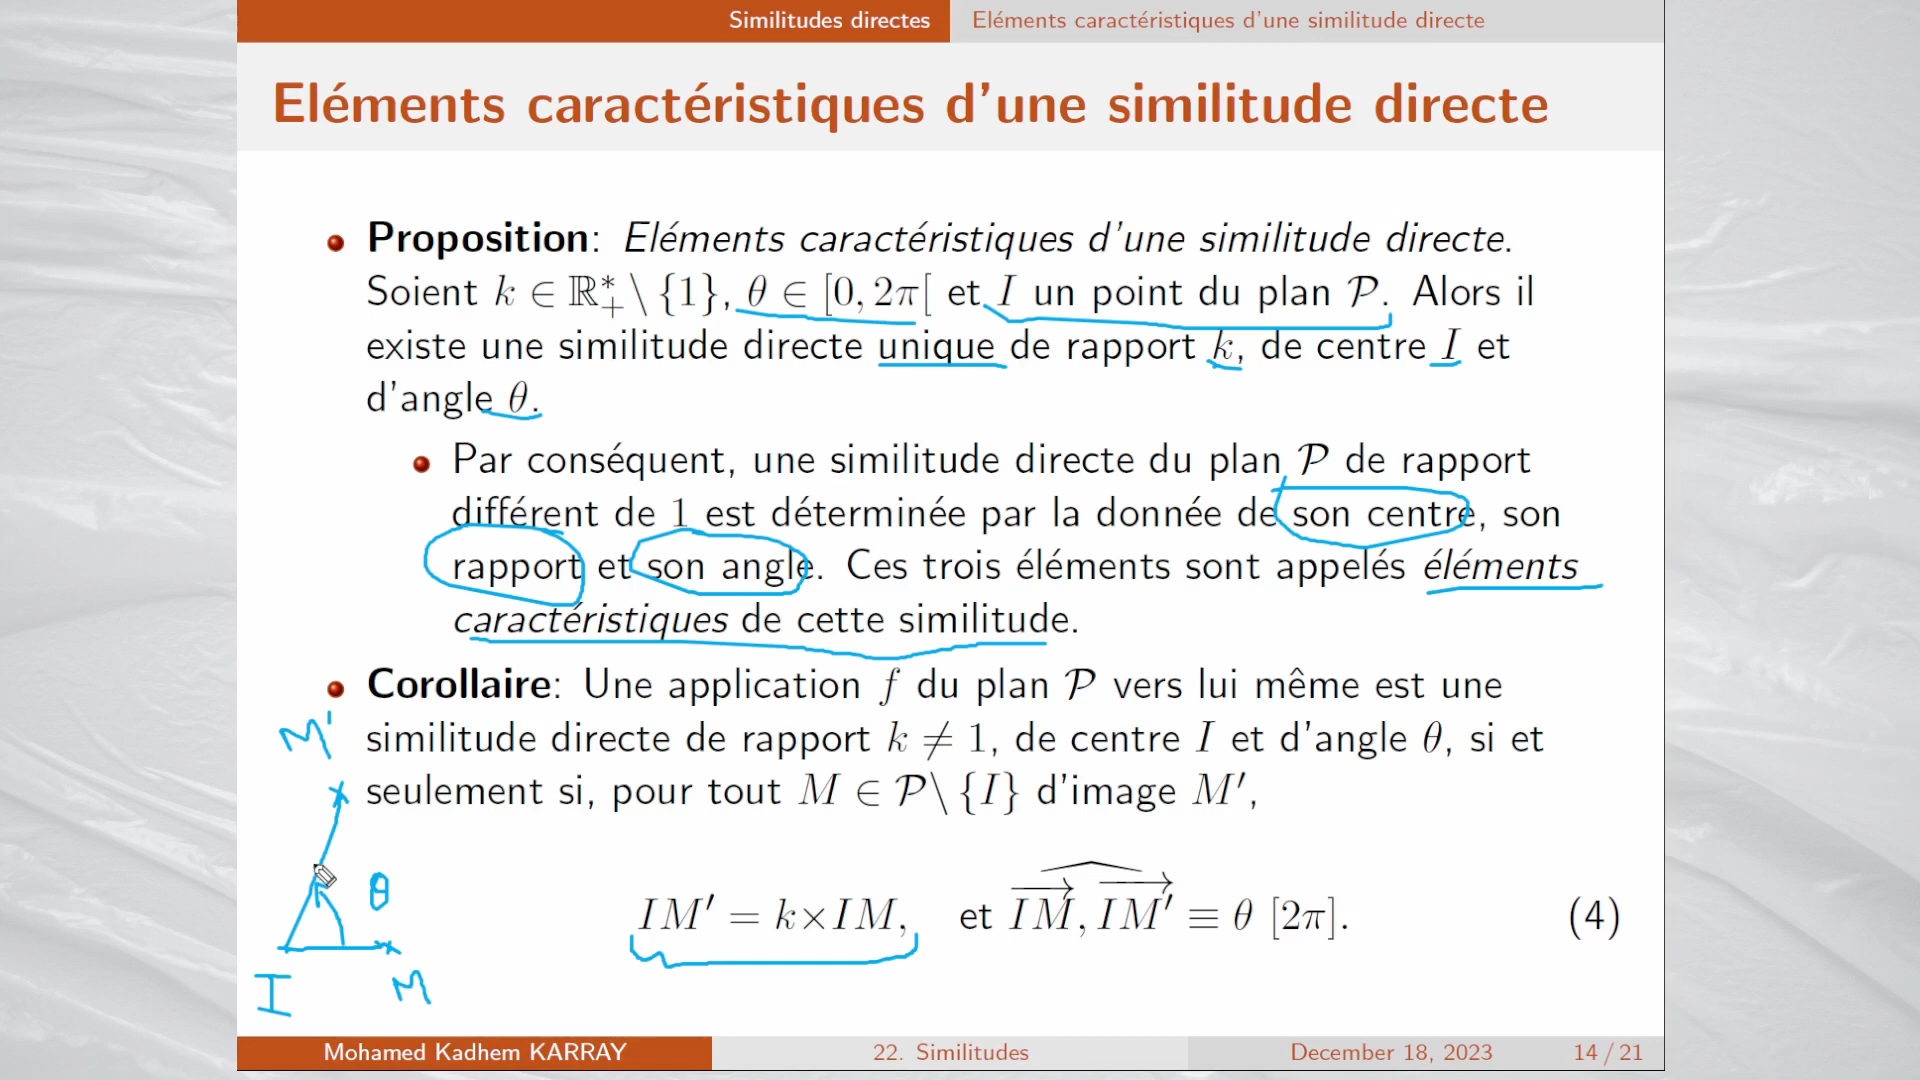 Similitudes directes Eléments caractéristiques d'une similitude directe
Eléments caractéristiques d'une similitude directe
Proposition: Eléments caractéristiques d'une similitude directe.
Soient k ∈ ℝ*₊\ {1}, θ ∈ [0, 2π[ et I un point du plan 𝒫. Alors il
existe une similitude directe unique de rapport k, de centre I et
d'angle θ.
Par conséquent, une similitude directe du plan 𝒫 de rapport
différent de 1 est déterminée par la donnée de son centre, son
rapport et son angle. Ces trois éléments sont appelés éléments
caractéristiques de cette similitude.
Corollaire: Une application f du plan 𝒫 vers lui même est une
similitude directe de rapport k ≠ 1, de centre I et d'angle θ, si et
seulement si, pour tout M ∈ 𝒫\ {I} d'image M′,
M'
θ
I
M
IM′ = k×IM, et IM, IM′ ≡ θ [2π]. (4)
Mohamed Kadhem KARRAY 22. Similitudes December 18, 2023 14 / 21